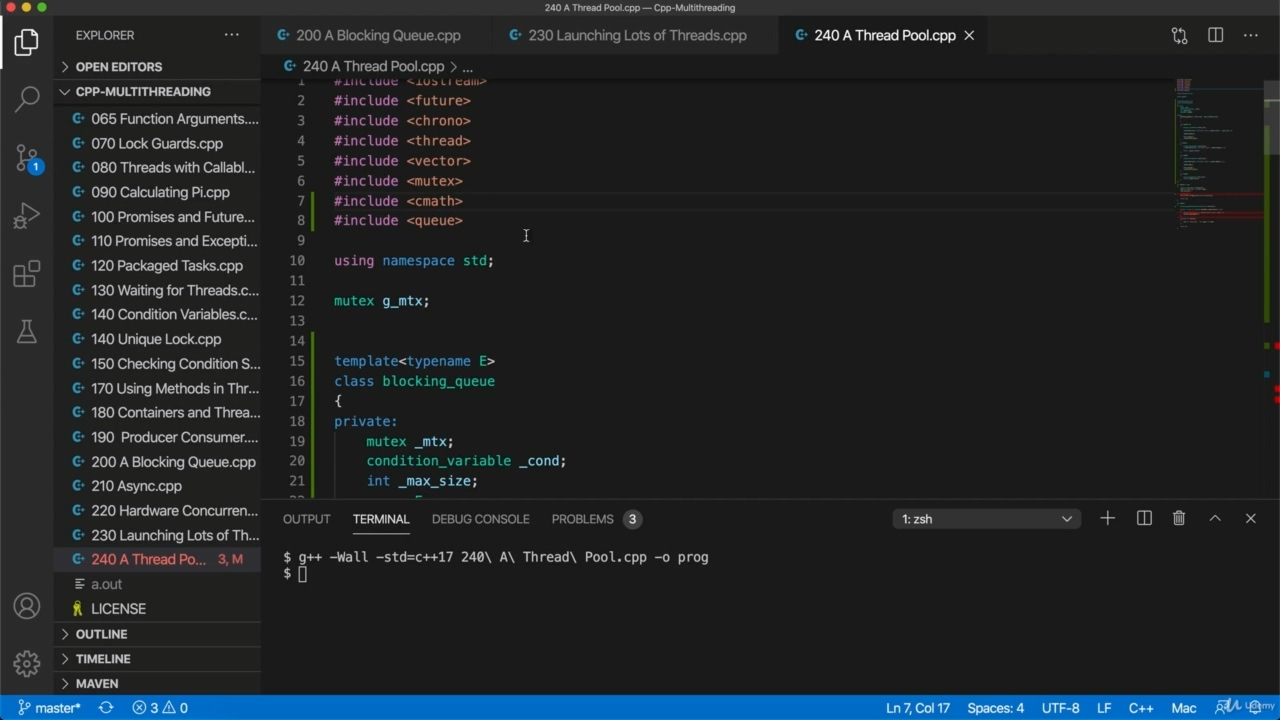 240 A Thread Pool.cpp — Cpp-Multithreading
EXPLORER
200 A Blocking Queue.cpp
230 Launching Lots of Threads.cpp
240 A Thread Pool.cpp
OPEN EDITORS
240 A Thread Pool.cpp > ...
CPP-MULTITHREADING
065 Function Arguments....
070 Lock Guards.cpp
080 Threads with Callabl...
090 Calculating Pi.cpp
100 Promises and Future...
110 Promises and Excepti...
120 Packaged Tasks.cpp
130 Waiting for Threads.c...
140 Condition Variables.c...
140 Unique Lock.cpp
150 Checking Condition S...
170 Using Methods in Thr...
180 Containers and Threa...
190  Producer Consumer....
200 A Blocking Queue.cpp
210 Async.cpp
220 Hardware Concurren...
230 Launching Lots of Th...
240 A Thread Po... 3, M
a.out
LICENSE
OUTLINE
TIMELINE
MAVEN
1 #include <iostream>
2 #include <future>
3 #include <chrono>
4 #include <thread>
5 #include <vector>
6 #include <mutex>
7 #include <cmath>
8 #include <queue>
9
10 using namespace std;
11
12 mutex g_mtx;
13
14
15 template<typename E>
16 class blocking_queue
17 {
18 private:
19 mutex _mtx;
20 condition_variable _cond;
21 int _max_size;
OUTPUT TERMINAL DEBUG CONSOLE PROBLEMS 3 1: zsh
$ g++ -Wall -std=c++17 240\ A\ Thread\ Pool.cpp -o prog
$
1
master* 3 0 Ln 7, Col 17 Spaces: 4 UTF-8 LF C++ Mac
Udemy